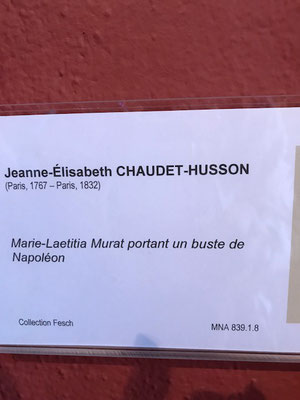 Jeanne-Élisabeth CHAUDET-HUSSON
(Paris, 1767 – Paris, 1832)
Marie-Laetitia Murat portant un buste de
Napoléon
Collection Fesch
MNA 839.1.8